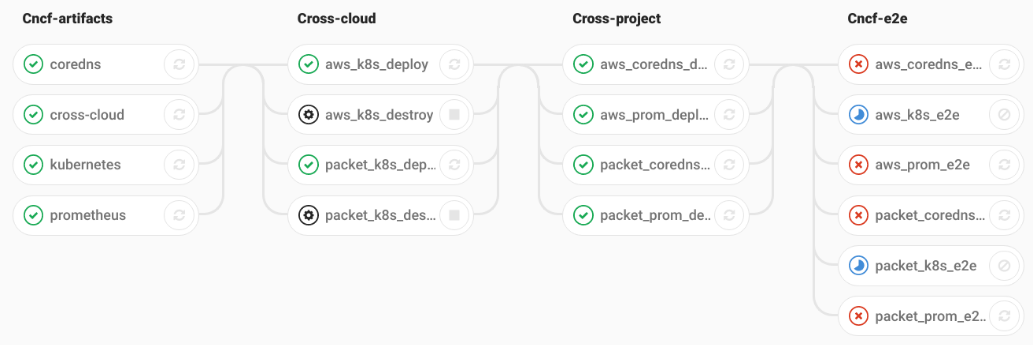 Cncf-artifacts
coredns
cross-cloud
kubernetes
prometheus
Cross-cloud
aws_k8s_deploy
aws_k8s_destroy
packet_k8s_dep...
packet_k8s_des...
Cross-project
aws_coredns_d...
aws_prom_depl...
packet_coredns...
packet_prom_de..
Cncf-e2e
aws_coredns_e...
aws_k8s_e2e
aws_prom_e2e
packet_coredns...
packet_k8s_e2e
packet_prom_e2..